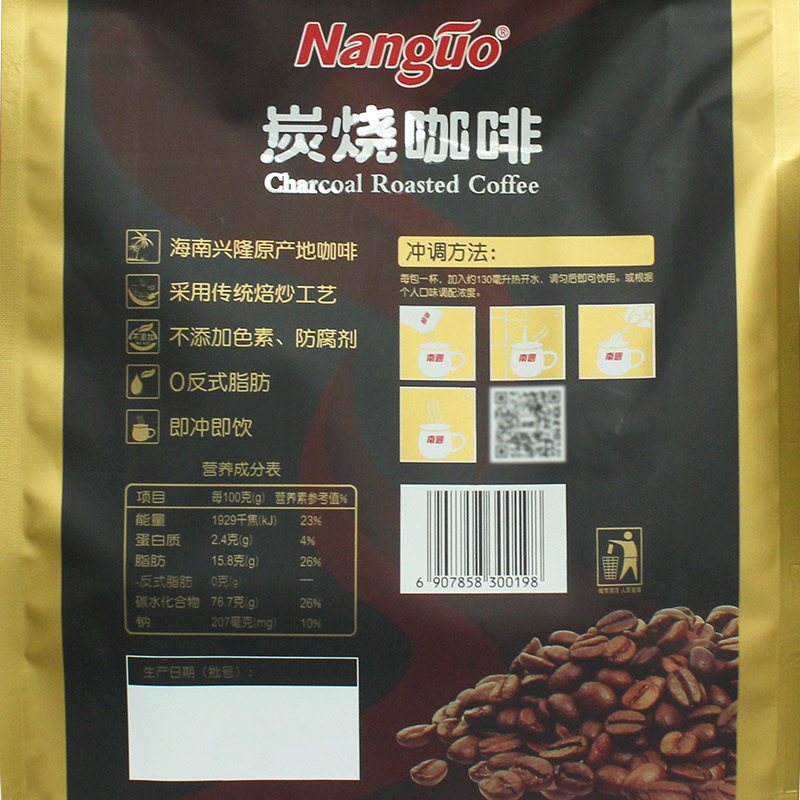 Nanguo®
炭烧咖啡
Charcoal Roasted Coffee
海南兴隆原产地咖啡
采用传统焙炒工艺
不添加
不添加色素、防腐剂
0反式脂肪
即冲即饮
冲调方法：
每包一杯，加入约130毫升热开水，调匀后即可饮用。或根据
个人口味调配浓度。
南国
南国
南国
南国
营养成分表
项目 每100克(g) 营养素参考值%
能量 1929千焦(kJ) 23%
蛋白质 2.4克(g) 4%
脂肪 15.8克(g) 26%
-反式脂肪 0克(g) —
碳水化合物 76.7克(g) 26%
钠 207毫克(mg) 10%
6 907858 300198
生产日期（批号）：